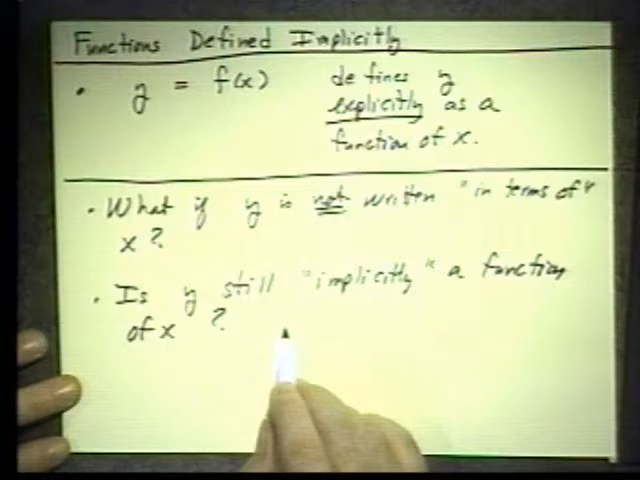 Functions Defined Implicitly
• y = f(x) defines y
explicitly as a
function of x.
• What if y is not written "in terms of"
x?
• Is y still "implicitly" a function
of x ?